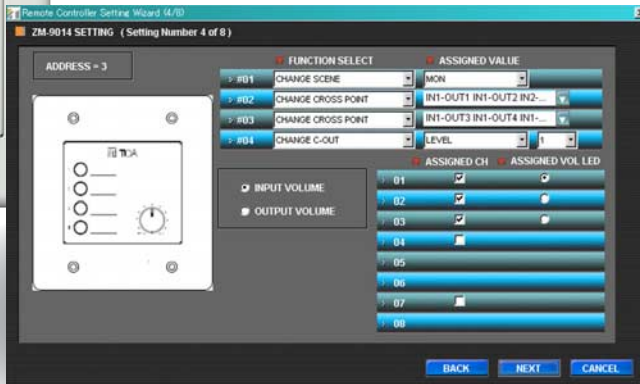 Remote Controller Setting Wizard (4/8)
ZM-9014 SETTING ( Setting Number 4 of 8 )
ADDRESS = 3
FUNCTION SELECT ASSIGNED VALUE
#01 CHANGE SCENE MON
#02 CHANGE CROSS POINT IN1-OUT1 IN1-OUT2 IN2-...
#03 CHANGE CROSS POINT IN1-OUT3 IN1-OUT4 IN1-...
#04 CHANGE C-OUT LEVEL 1
TOA
ASSIGNED CH ASSIGNED VOL LED
INPUT VOLUME
OUTPUT VOLUME
01
02
03
04
05
06
07
08
BACK NEXT CANCEL